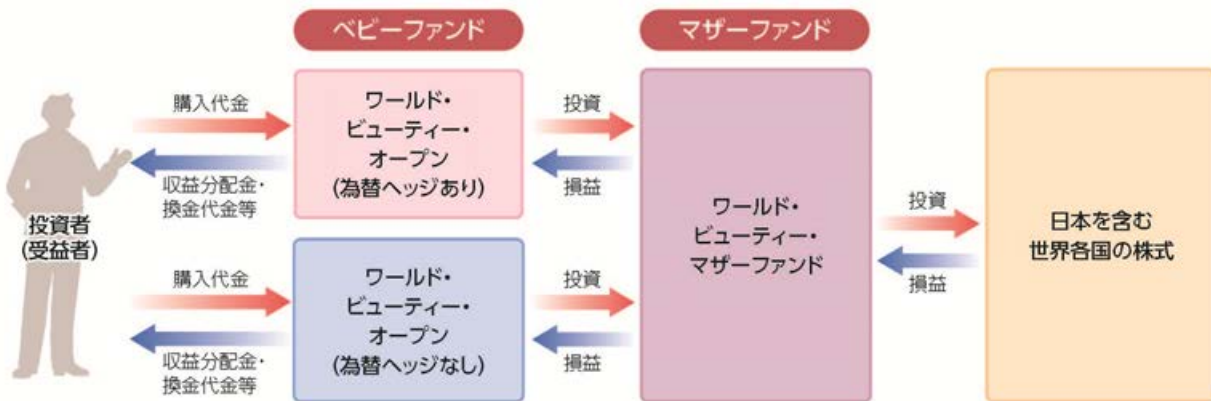 ベビーファンド
マザーファンド
購入代金
収益分配金・
換金代金等
ワールド・
ビューティー・
オープン
(為替ヘッジあり)
投資
損益
投資者
(受益者)
購入代金
収益分配金・
換金代金等
ワールド・
ビューティー・
オープン
(為替ヘッジなし)
投資
損益
ワールド・
ビューティー・
マザーファンド
投資
損益
日本を含む
世界各国の株式